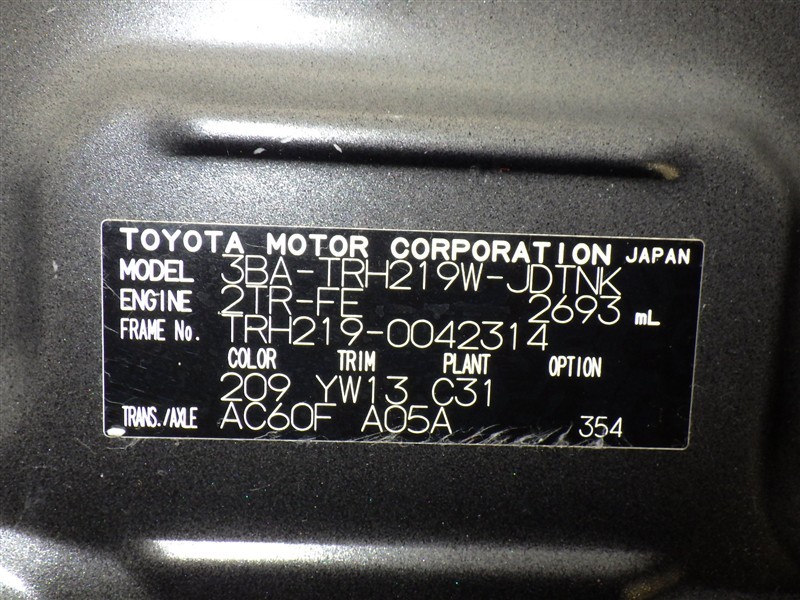 TOYOTA MOTOR CORPORATION JAPAN
MODEL 3BA-TRH219W-JDTNK
ENGINE 2TR-FE 2693 mL
FRAME No. TRH219-0042314
COLOR TRIM PLANT OPTION
209 YW13 C31
TRANS./AXLE AC60F A05A 354